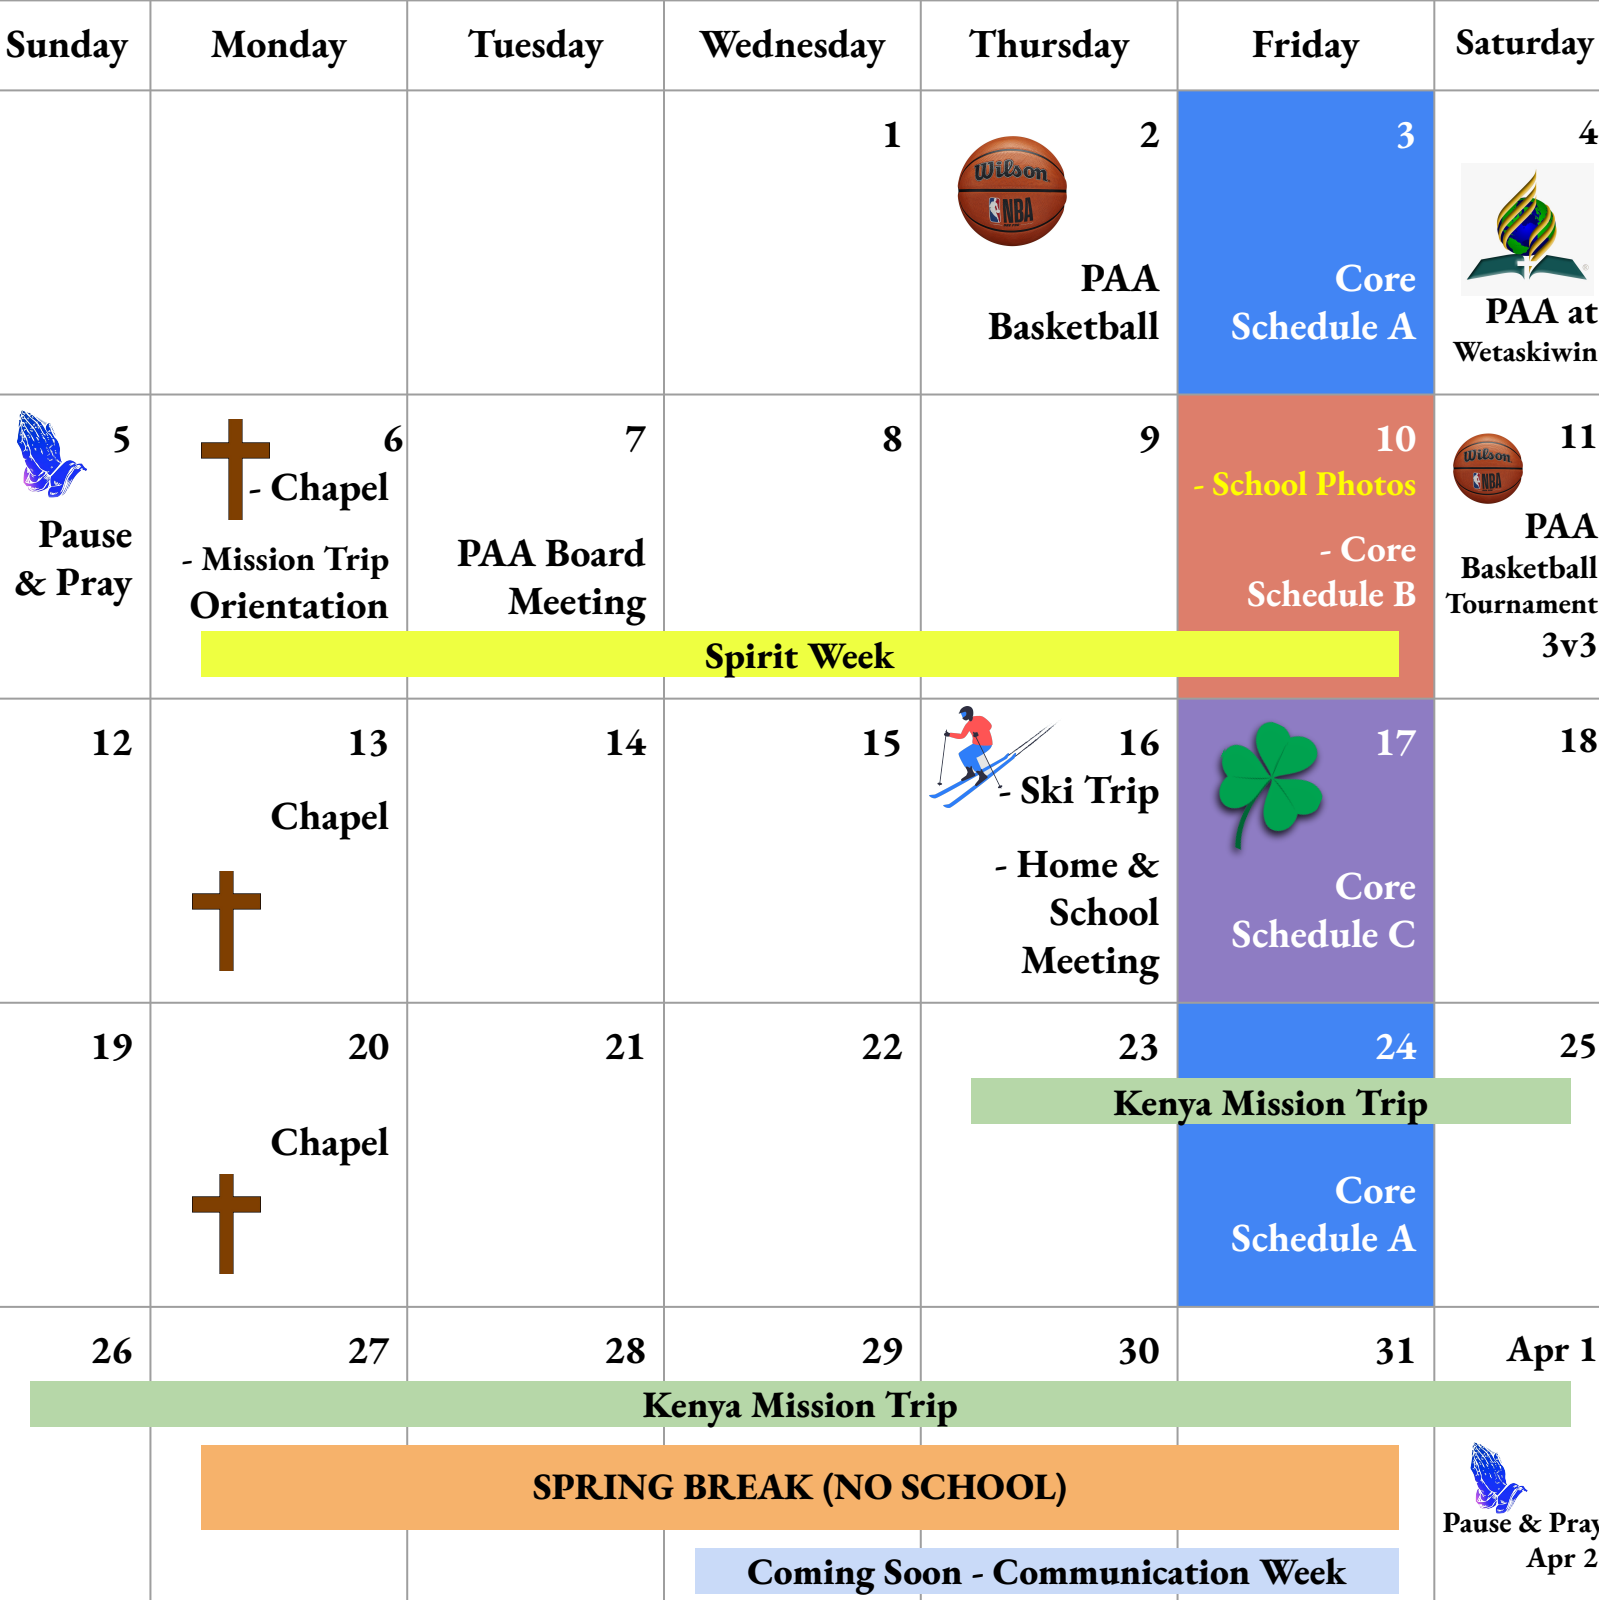 Sunday Monday Tuesday Wednesday Thursday Friday Saturday
1
2
Wilson
NBA
PAA
Basketball
3
Core
Schedule A
4
PAA at
Wetaskiwin
5
Pause
& Pray
6
- Chapel
- Mission Trip
Orientation
7
PAA Board
Meeting
8
9
10
- School Photos
- Core
Schedule B
11
Wilson
NBA
PAA
Basketball
Tournament
3v3
Spirit Week
12
13
Chapel
14
15
16
- Ski Trip
- Home &
School
Meeting
17
Core
Schedule C
18
19
20
Chapel
21
22
23
24
25
Kenya Mission Trip
Core
Schedule A
26
27
28
29
30
31
Apr 1
Kenya Mission Trip
SPRING BREAK (NO SCHOOL)
Pause & Pray
Apr 2
Coming Soon - Communication Week